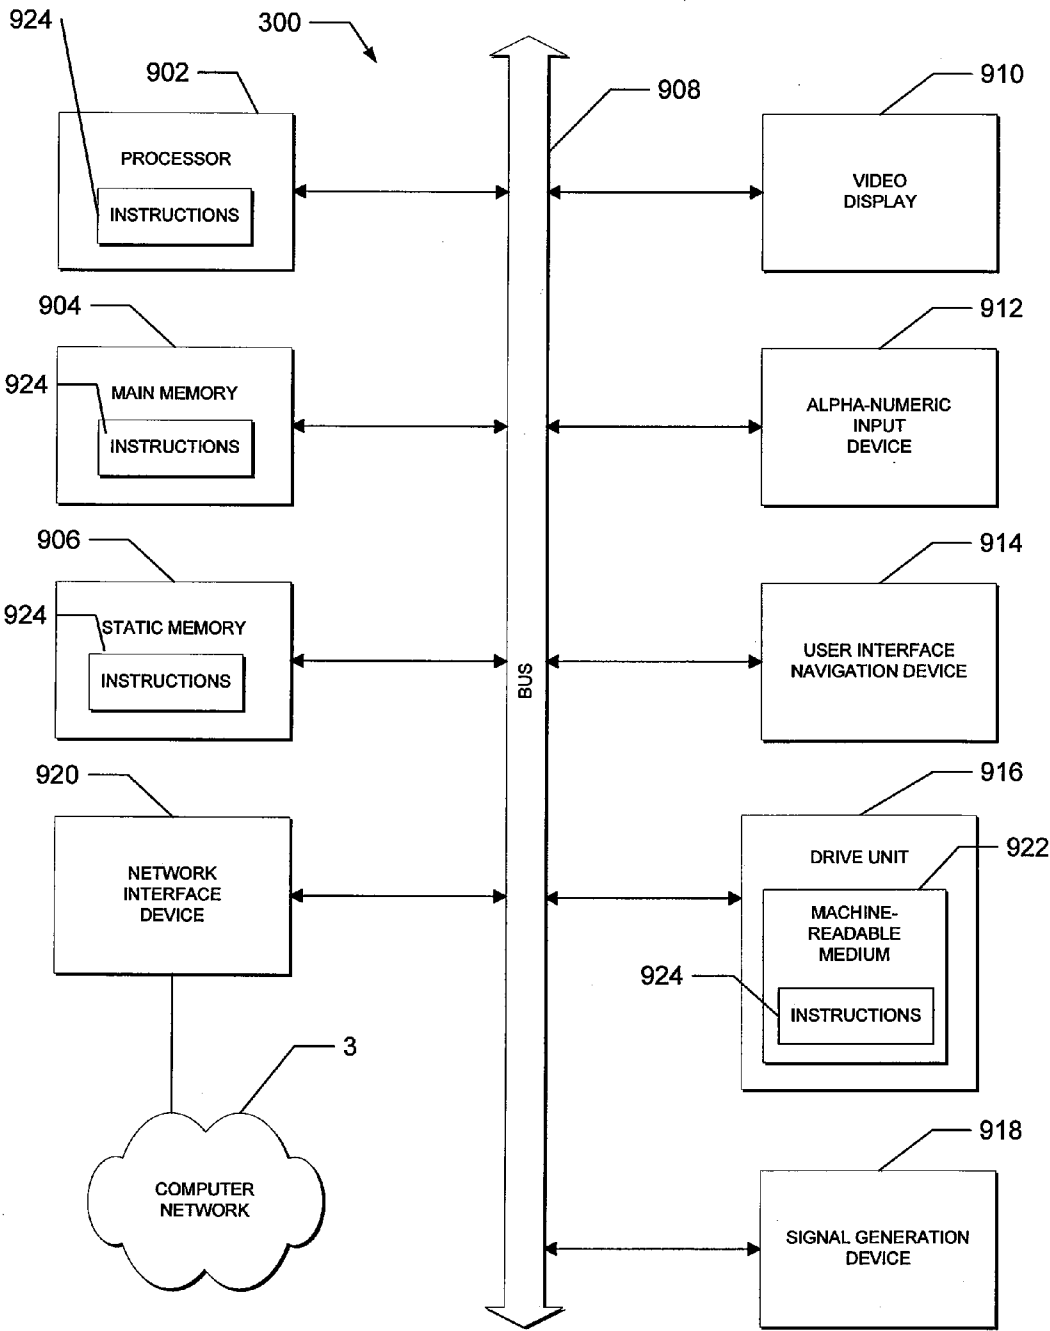 924
300
902
908
910
PROCESSOR
INSTRUCTIONS
VIDEO
DISPLAY
904
912
924
MAIN MEMORY
INSTRUCTIONS
ALPHA-NUMERIC
INPUT
DEVICE
906
914
924
STATIC MEMORY
INSTRUCTIONS
BUS
USER INTERFACE
NAVIGATION DEVICE
920
916
NETWORK
INTERFACE
DEVICE
DRIVE UNIT
922
MACHINE-
READABLE
MEDIUM
924
INSTRUCTIONS
3
COMPUTER
NETWORK
918
SIGNAL GENERATION
DEVICE